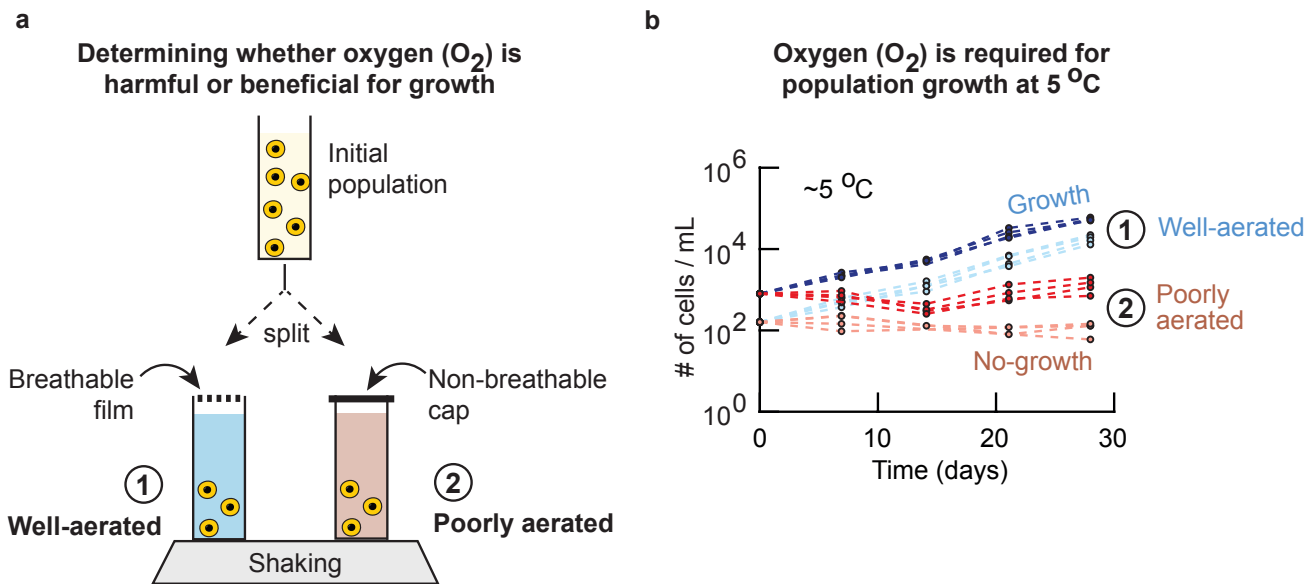 a
Determining whether oxygen (O2) is
harmful or beneficial for growth
Initial
population
split
Breathable
film
Non-breathable
cap
1
Well-aerated
2
Poorly aerated
Shaking
b
Oxygen (O2) is required for
population growth at 5 ºC
# of cells / mL
10^6
10^4
10^2
10^0
~5 ºC
Growth
1 Well-aerated
2 Poorly
aerated
No-growth
0 10 20 30
Time (days)